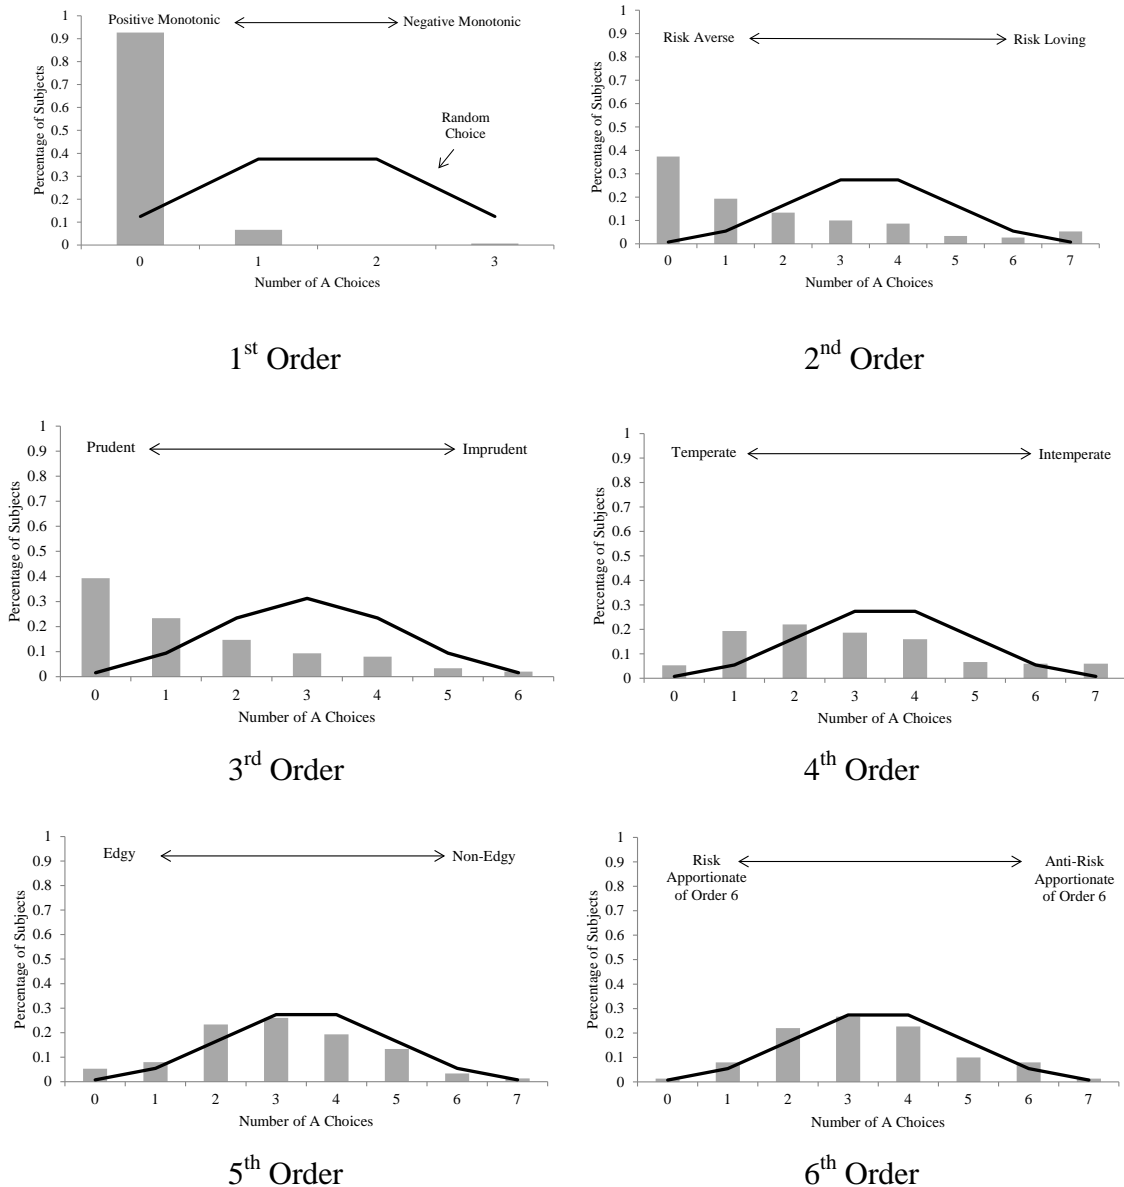 Positive Monotonic Negative Monotonic
Random
Choice
Percentage of Subjects
1
0.9
0.8
0.7
0.6
0.5
0.4
0.3
0.2
0.1
0
0 1 2 3
Number of A Choices
1st Order
Risk Averse Risk Loving
Percentage of Subjects
1
0.9
0.8
0.7
0.6
0.5
0.4
0.3
0.2
0.1
0
0 1 2 3 4 5 6 7
Number of A Choices
2nd Order
Prudent Imprudent
Percentage of Subjects
1
0.9
0.8
0.7
0.6
0.5
0.4
0.3
0.2
0.1
0
0 1 2 3 4 5 6
Number of A Choices
3rd Order
Temperate Intemperate
Percentage of Subjects
1
0.9
0.8
0.7
0.6
0.5
0.4
0.3
0.2
0.1
0
0 1 2 3 4 5 6 7
Number of A Choices
4th Order
Edgy Non-Edgy
Percentage of Subjects
1
0.9
0.8
0.7
0.6
0.5
0.4
0.3
0.2
0.1
0
0 1 2 3 4 5 6 7
Number of A Choices
5th Order
Risk
Apportionate
of Order 6
Anti-Risk
Apportionate
of Order 6
Percentage of Subjects
1
0.9
0.8
0.7
0.6
0.5
0.4
0.3
0.2
0.1
0
0 1 2 3 4 5 6 7
Number of A Choices
6th Order